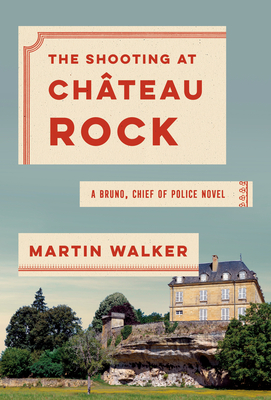 THE SHOOTING AT
CHÂTEAU
ROCK
A BRUNO, CHIEF OF POLICE NOVEL
MARTIN WALKER